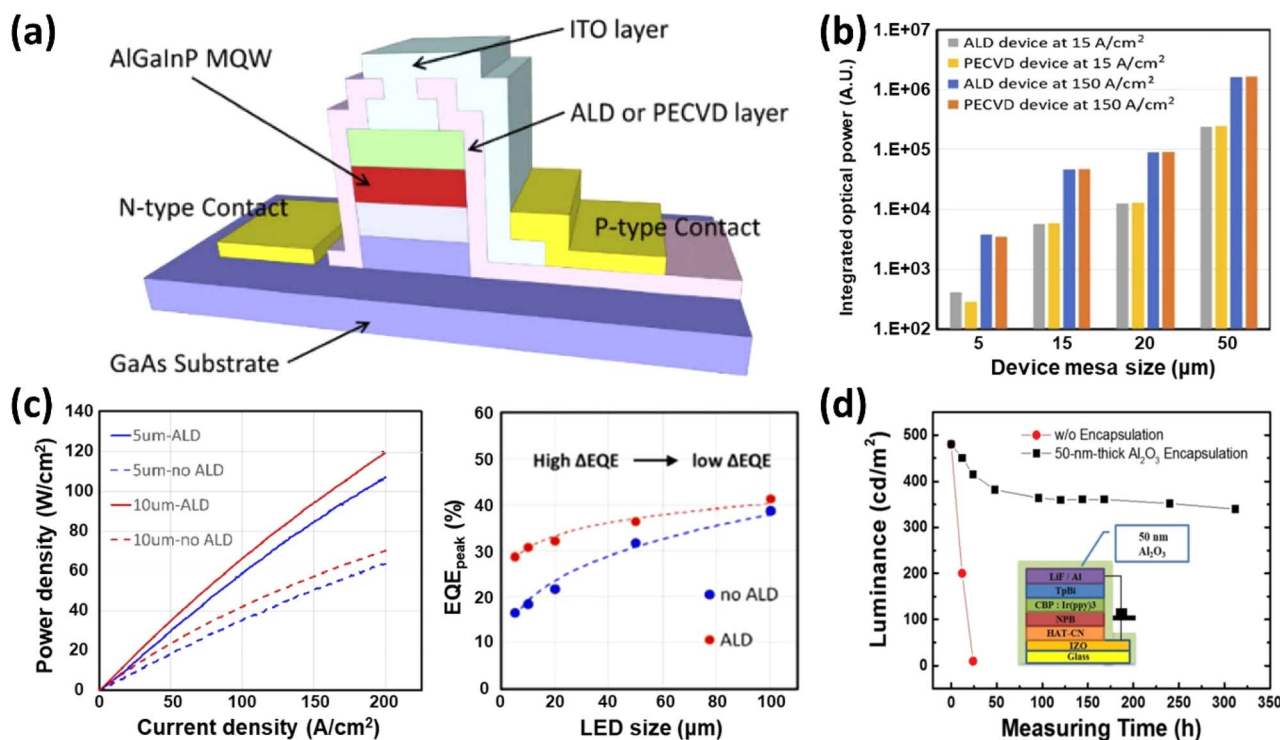 (a)
ITO layer
AlGaInP MQW
ALD or PECVD layer
N-type Contact
P-type Contact
GaAs Substrate
(b)
1.E+07
1.E+06
1.E+05
1.E+04
1.E+03
1.E+02
Integrated optical power (A.U.)
ALD device at 15 A/cm²
PECVD device at 15 A/cm²
ALD device at 150 A/cm²
PECVD device at 150 A/cm²
5 15 20 50
Device mesa size (µm)
(c)
140
120
100
80
60
40
20
0
Power density (W/cm²)
5um-ALD
5um-no ALD
10um-ALD
10um-no ALD
0 50 100 150 200
Current density (A/cm²)
60
50
40
30
20
10
0
EQEpeak (%)
High ΔEQE low ΔEQE
no ALD
ALD
0 20 40 60 80 100
LED size (µm)
(d)
500
400
300
200
100
0
Luminance (cd/m²)
w/o Encapsulation
50-nm-thick Al₂O₃ Encapsulation
50 nm
Al₂O₃
LiF / Al
TpBi
CBP : Ir(ppy)3
NPB
HAT-CN
IZO
Glass
0 50 100 150 200 250 300 350
Measuring Time (h)